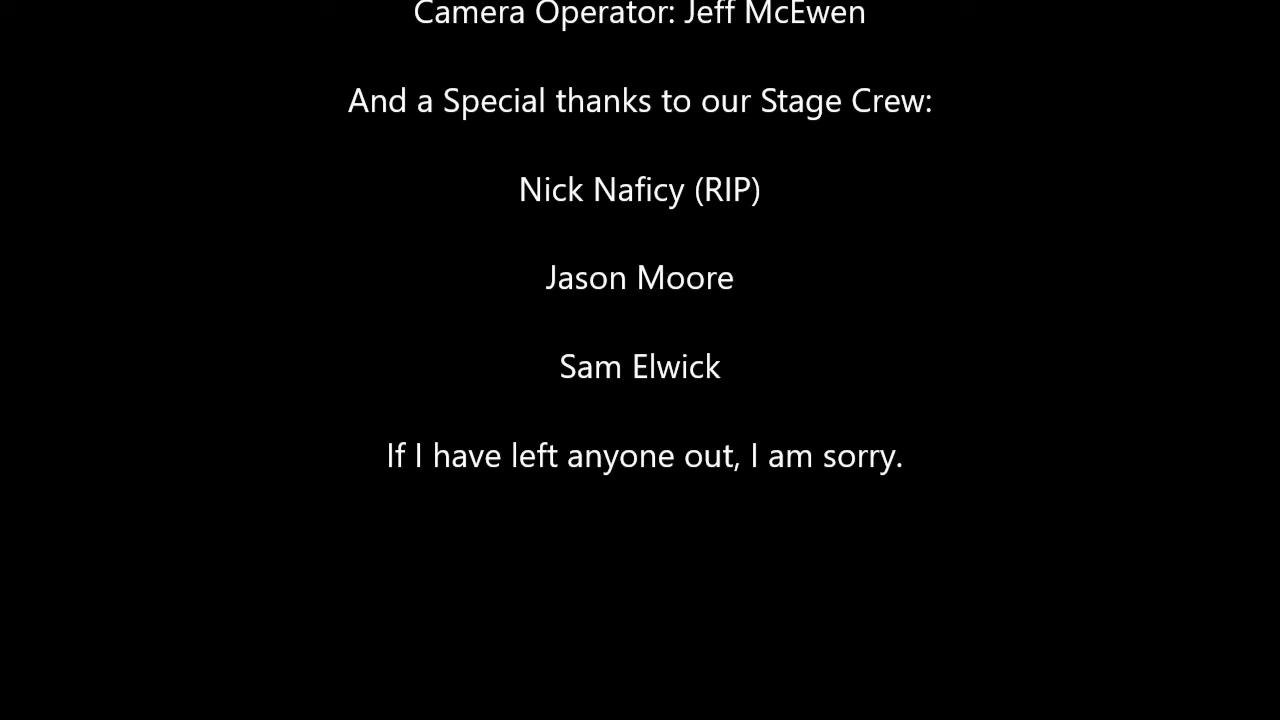 Camera Operator: Jeff McEwen
And a Special thanks to our Stage Crew:
Nick Naficy (RIP)
Jason Moore
Sam Elwick
If I have left anyone out, I am sorry.